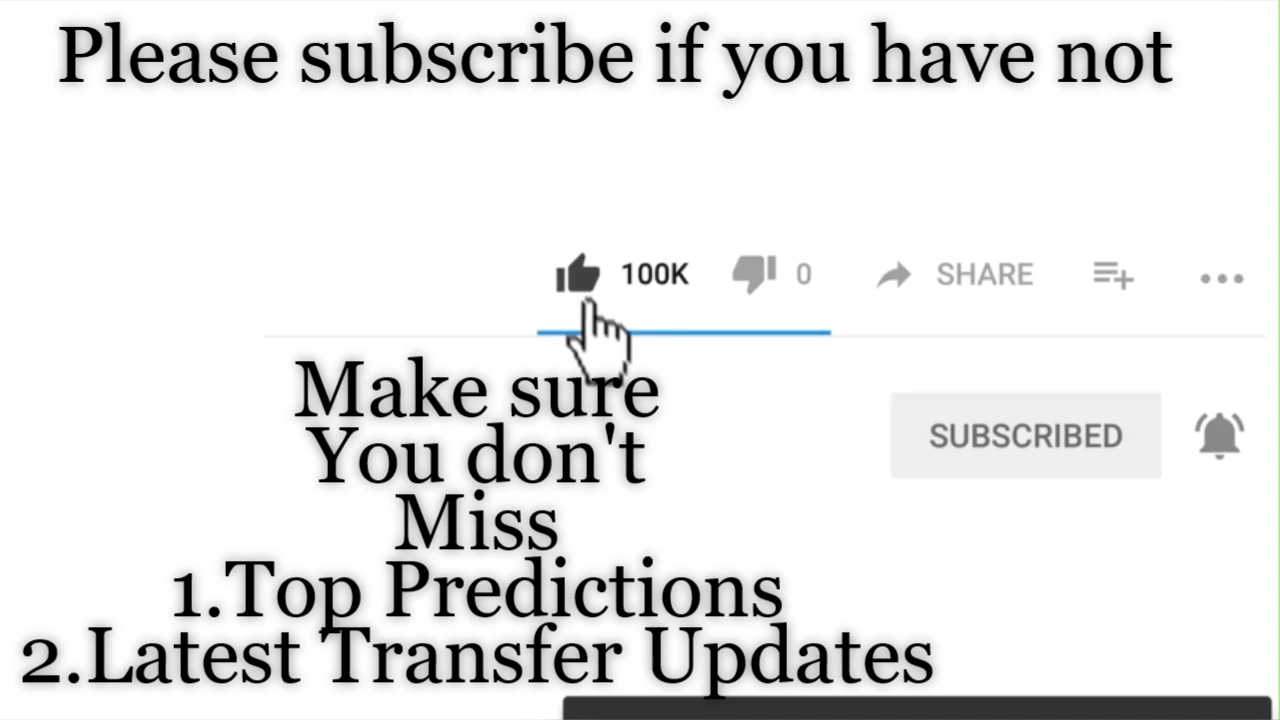 Please subscribe if you have not
100K 0 SHARE
Make sure
You don't
SUBSCRIBED
Miss
1.Top Predictions
2.Latest Transfer Updates